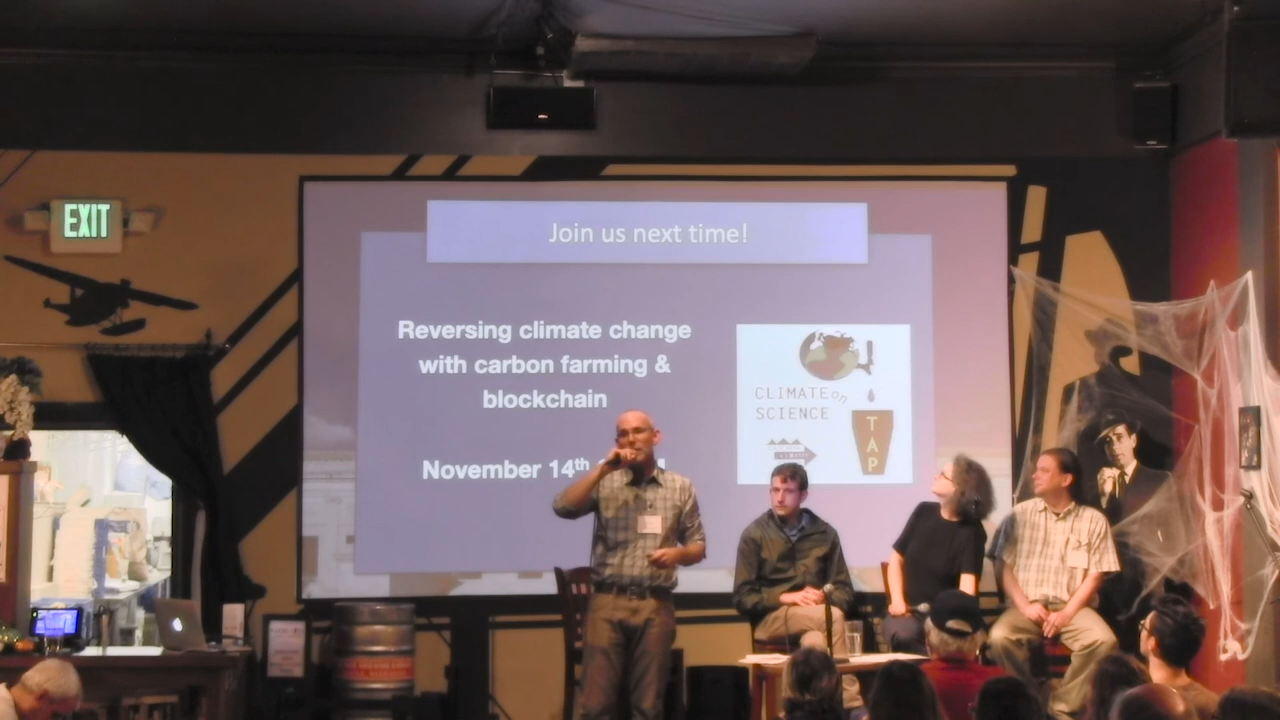 EXIT
Join us next time!
Reversing climate change
with carbon farming &
blockchain
November 14th
CLIMATE on
SCIENCE
TAP